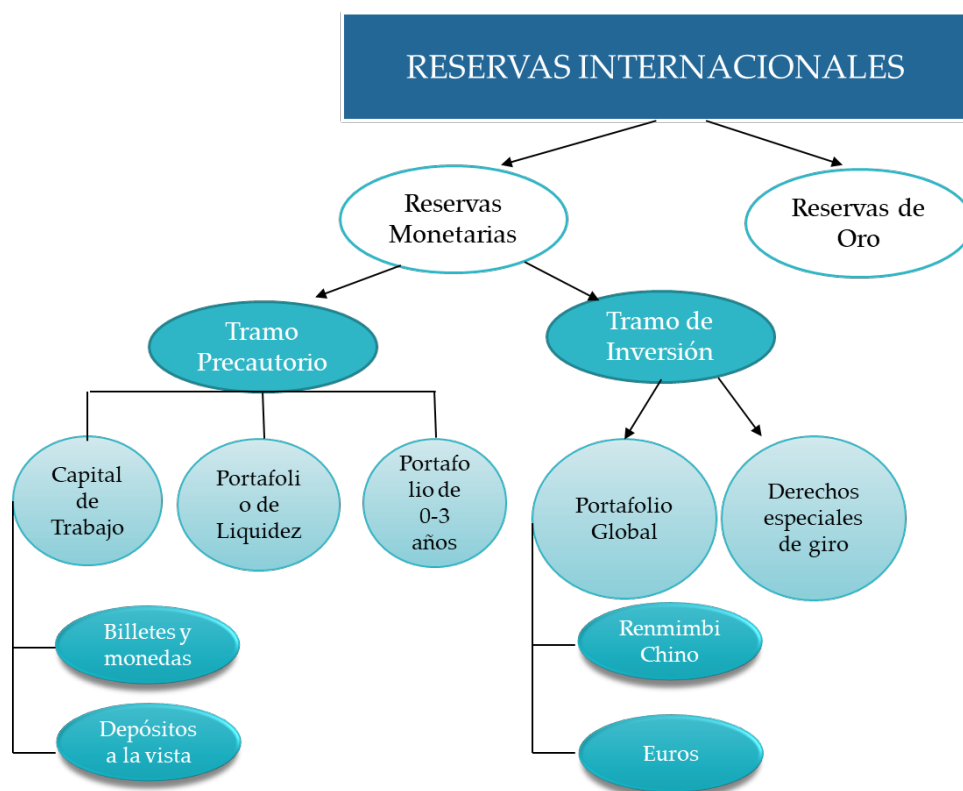 RESERVAS INTERNACIONALES
Reservas
Monetarias
Reservas de
Oro
Tramo
Precautorio
Tramo de
Inversión
Capital
de
Trabajo
Portafoli
o de
Liquidez
Portafo
lio de
0-3
años
Portafolio
Global
Derechos
especiales
de giro
Billetes y
monedas
Renmimbi
Chino
Depósitos
a la vista
Euros